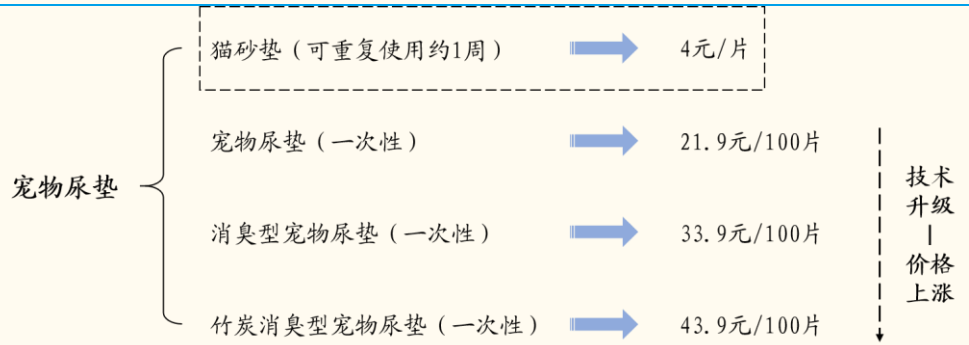 猫砂垫（可重复使用约1周） 4元/片
宠物尿垫（一次性） 21.9元/100片
宠物尿垫
消臭型宠物尿垫（一次性） 33.9元/100片
竹炭消臭型宠物尿垫（一次性） 43.9元/100片
技术
升级
|
价格
上涨